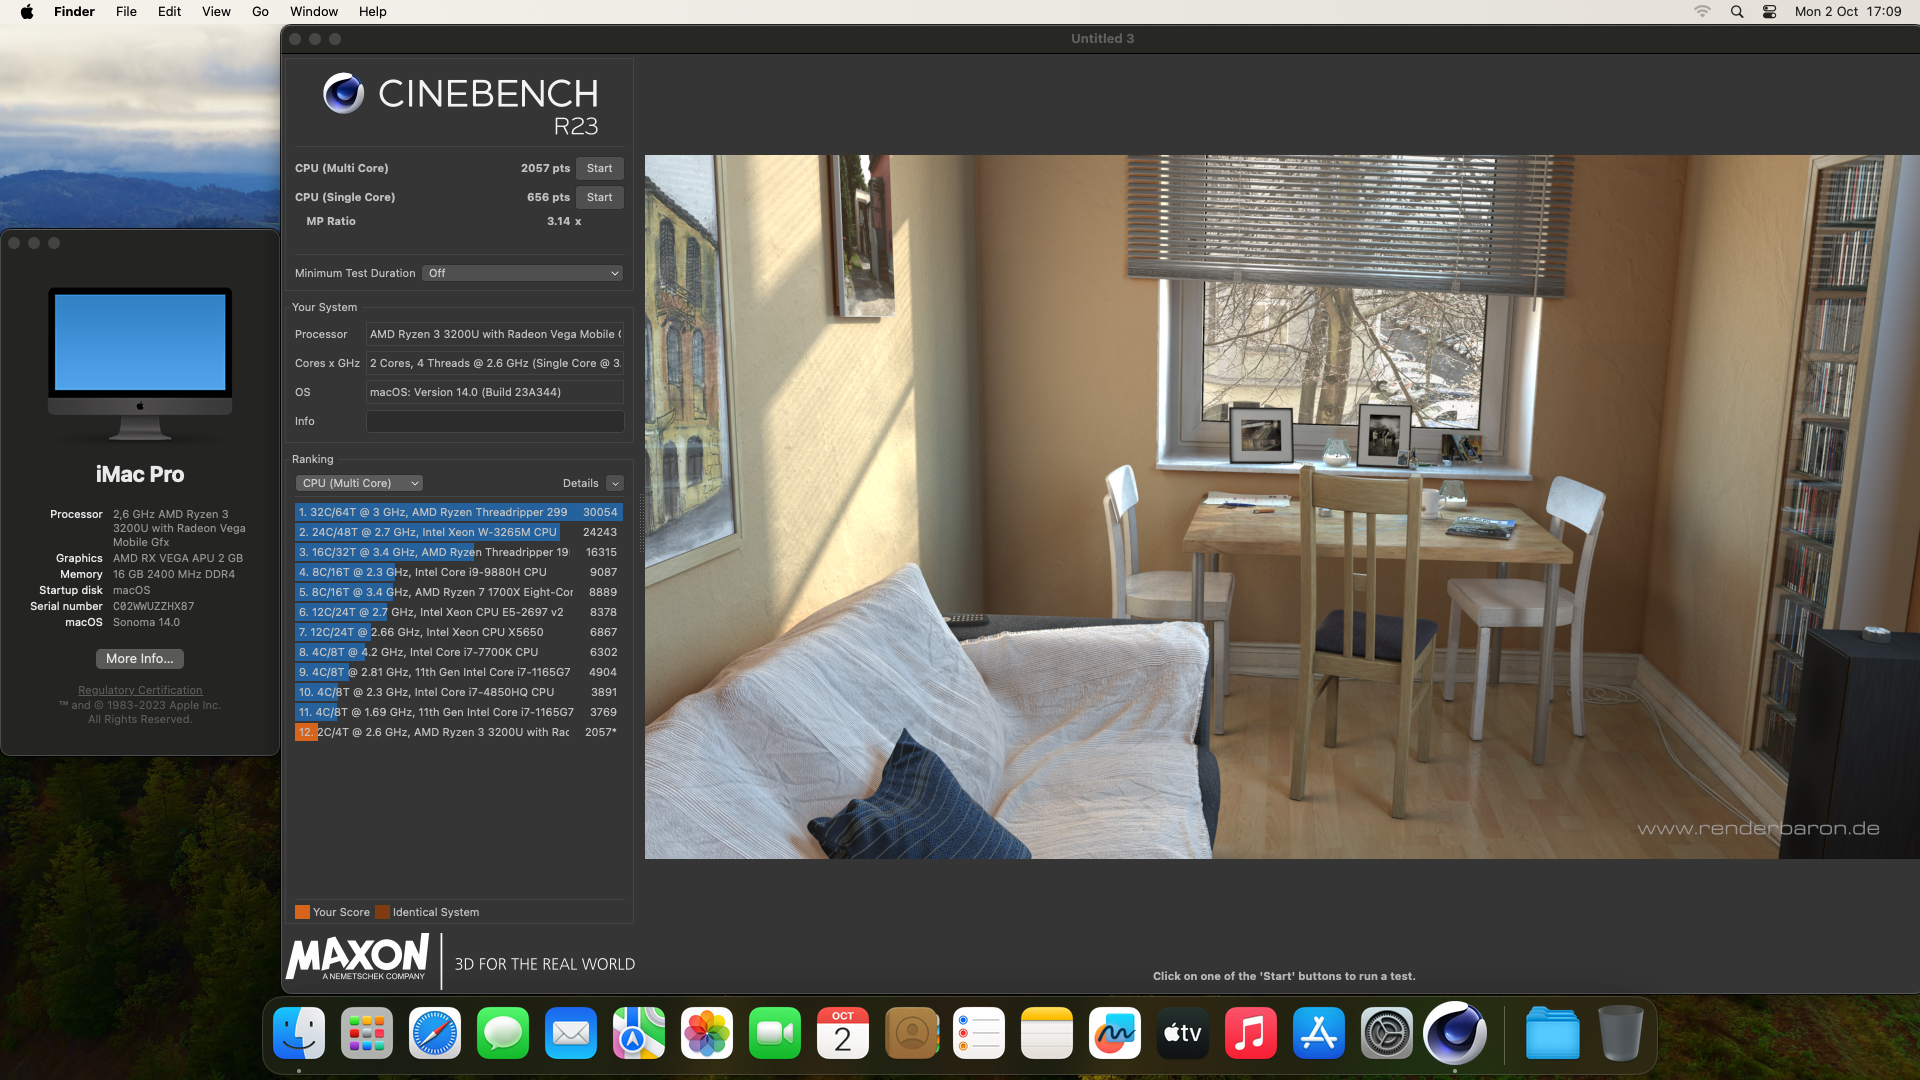 Finder File Edit View Go Window Help
Mon 2 Oct 17:09
Untitled 3
CINEBENCH
R23
CPU (Multi Core) 2057 pts Start
CPU (Single Core) 656 pts Start
MP Ratio 3.14 x
Minimum Test Duration Off
Your System
Processor AMD Ryzen 3 3200U with Radeon Vega Mobile
Cores x GHz 2 Cores, 4 Threads @ 2.6 GHz (Single Core @ 3.
OS macOS: Version 14.0 (Build 23A344)
Info
Ranking
CPU (Multi Core) Details
1. 32C/64T @ 3 GHz, AMD Ryzen Threadripper 299 30054
2. 24C/48T @ 2.7 GHz, Intel Xeon W-3265M CPU 24243
3. 16C/32T @ 3.4 GHz, AMD Ryzen Threadripper 19 16315
4. 8C/16T @ 2.3 GHz, Intel Core i9-9880H CPU 9087
5. 8C/16T @ 3.4 GHz, AMD Ryzen 7 1700X Eight-Cor 8889
6. 12C/24T @ 2.7 GHz, Intel Xeon CPU E5-2697 v2 8378
7. 12C/24T @ 2.66 GHz, Intel Xeon CPU X5650 6867
8. 4C/8T @ 4.2 GHz, Intel Core i7-7700K CPU 6302
9. 4C/8T @ 2.81 GHz, 11th Gen Intel Core i7-1165G7 4904
10. 4C/8T @ 2.3 GHz, Intel Core i7-4850HQ CPU 3891
11. 4C/8T @ 1.69 GHz, 11th Gen Intel Core i7-1165G7 3769
12. 2C/4T @ 2.6 GHz, AMD Ryzen 3 3200U with Rad 2057*
Your Score Identical System
MAXON
A NEMETSCHEK COMPANY
3D FOR THE REAL WORLD
www.renderbaron.de
Click on one of the 'Start' buttons to run a test.
iMac Pro
Processor 2,6 GHz AMD Ryzen 3
3200U with Radeon Vega
Mobile Gfx
Graphics AMD RX VEGA APU 2 GB
Memory 16 GB 2400 MHz DDR4
Startup disk macOS
Serial number C02WWUZZHX87
macOS Sonoma 14.0
More Info...
Regulatory Certification
™ and © 1983-2023 Apple Inc.
All Rights Reserved.
OCT
2
tv